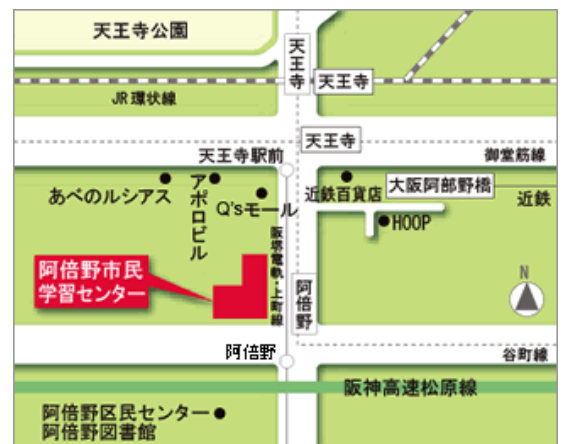 天王寺公園
天王寺
天王寺
JR環状線
天王寺
天王寺駅前
御堂筋線
あべのルシアス
アポロビル
Q'sモール
近鉄百貨店
大阪阿部野橋
近鉄
HOOP
阪堺電軌・上町線
阿倍野市民
学習センター
阿倍野
N
阿倍野
谷町線
阪神高速松原線
阿倍野区民センター
阿倍野図書館